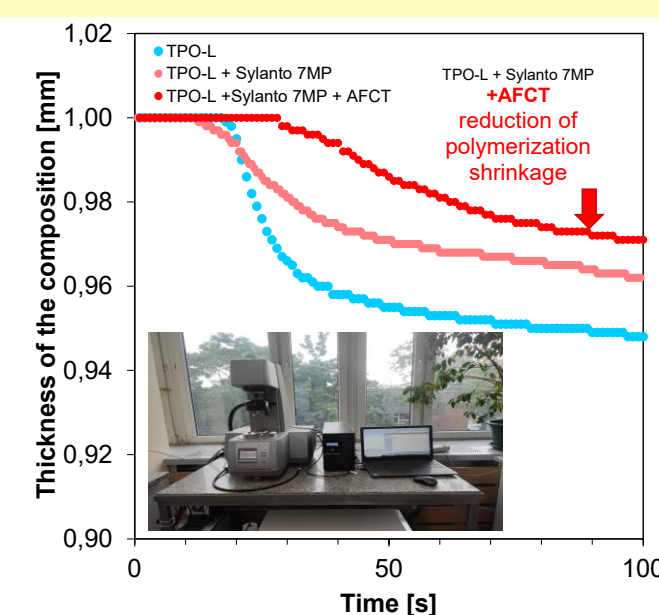 1,02
1,00
0,98
0,96
0,94
0,92
0,90
Thickness of the composition [mm]
TPO-L
TPO-L + Sylanto 7MP
TPO-L +Sylanto 7MP + AFCT
TPO-L + Sylanto 7MP
+AFCT
reduction of
polymerization
shrinkage
0
50
100
Time [s]